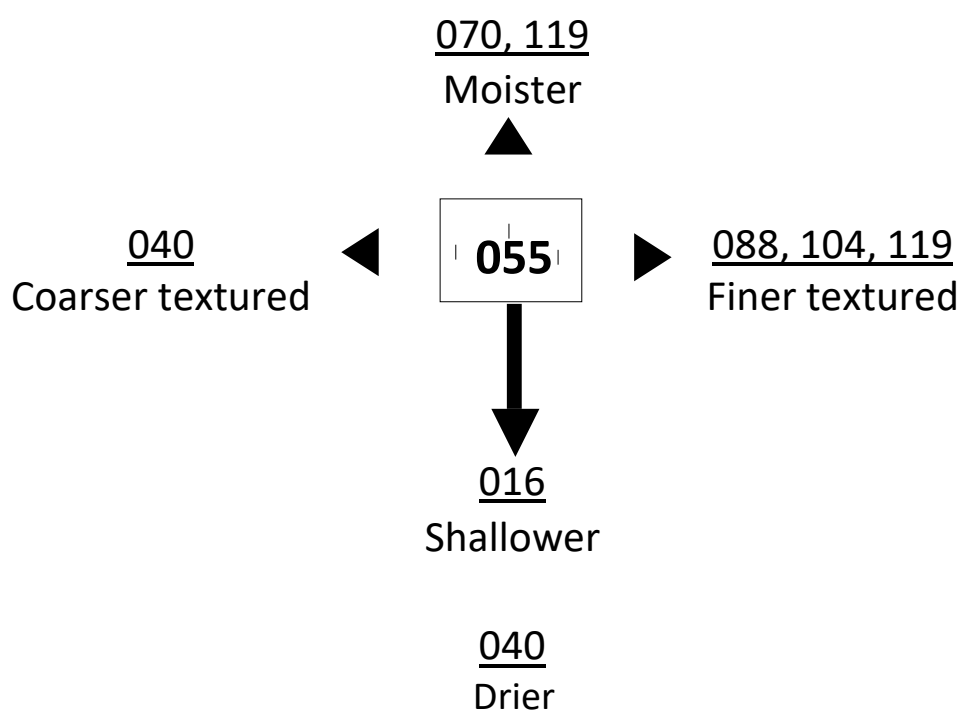 070, 119
Moister
040
Coarser textured
055
088, 104, 119
Finer textured
016
Shallower
040
Drier